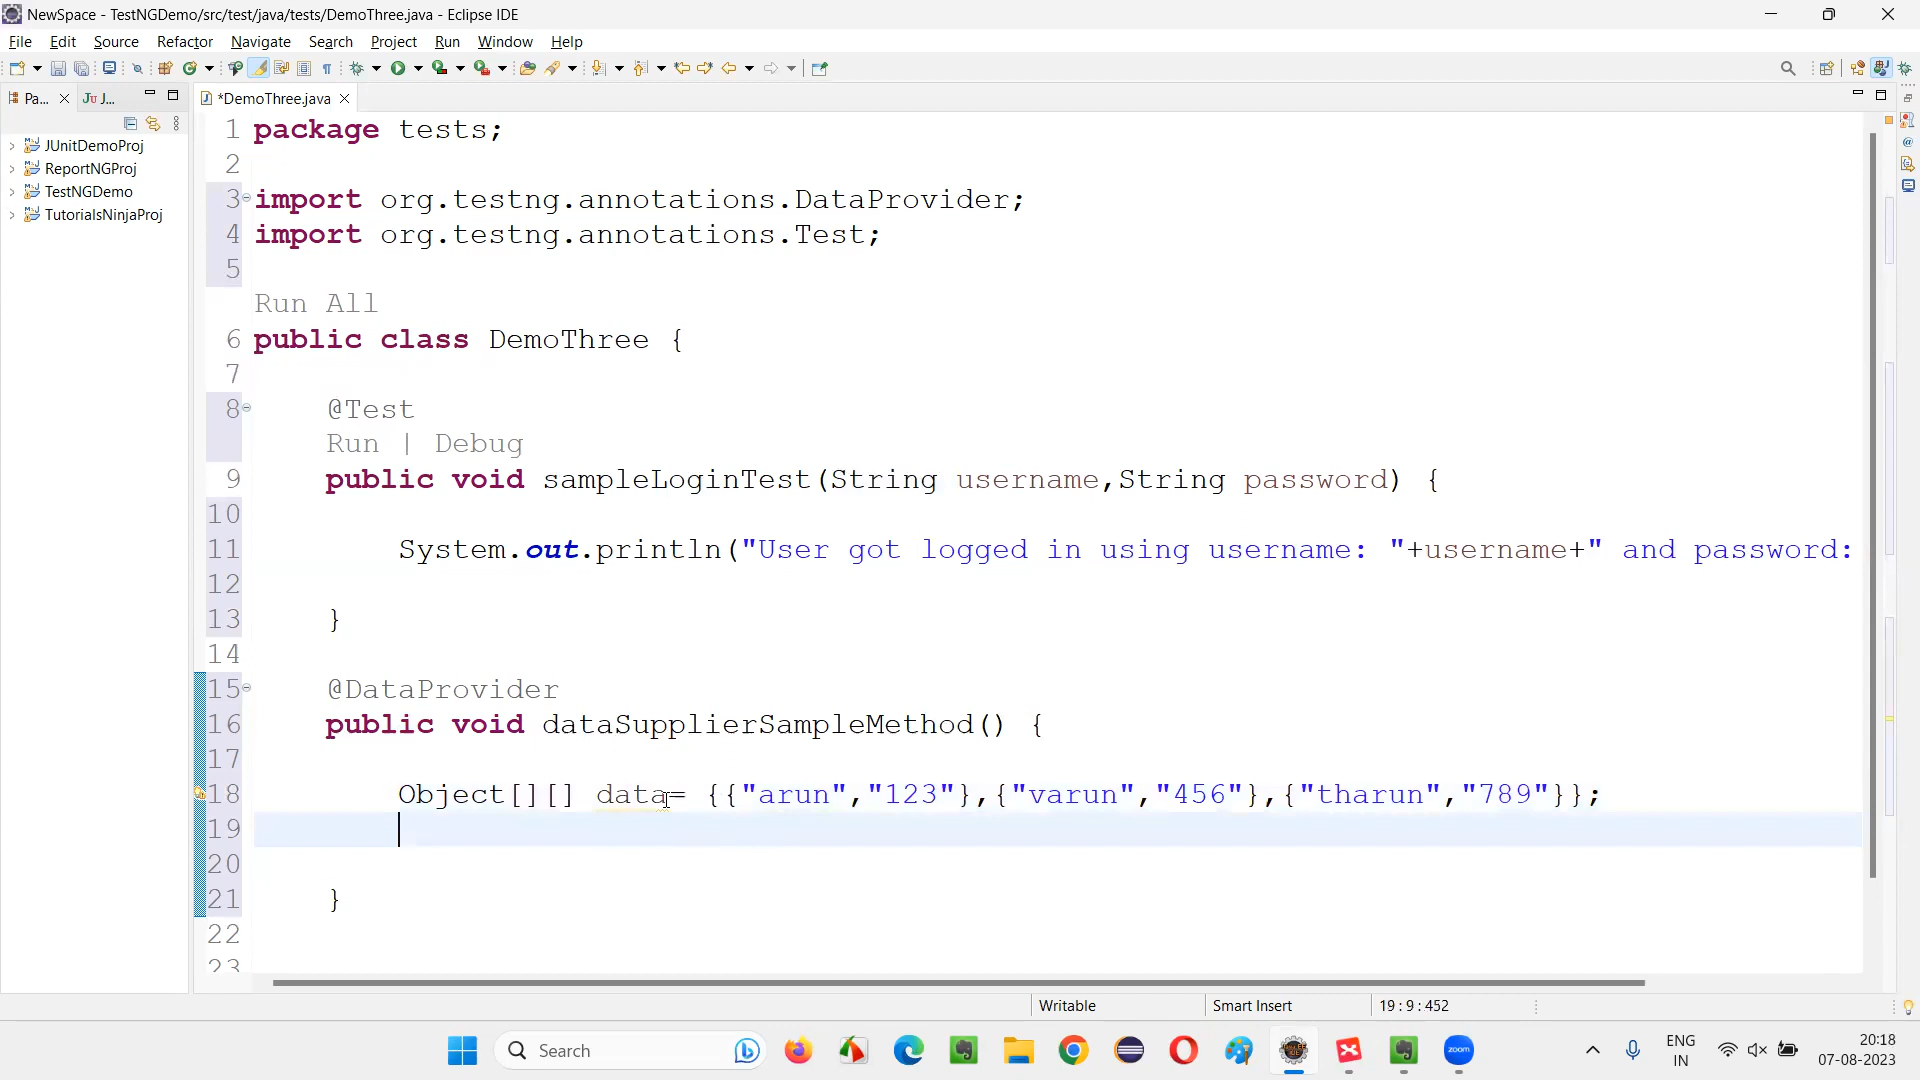 NewSpace - TestNGDemo/src/test/java/tests/DemoThree.java - Eclipse IDE
File Edit Source Refactor Navigate Search Project Run Window Help
Pa... J... *DemoThree.java
1 package tests;
2
3 import org.testng.annotations.DataProvider;
4 import org.testng.annotations.Test;
5
Run All
6 public class DemoThree {
7
8 @Test
Run | Debug
9 public void sampleLoginTest(String username,String password) {
10
11 System.out.println("User got logged in using username: "+username+" and password:
12
13 }
14
15 @DataProvider
16 public void dataSupplierSampleMethod() {
17
18 Object[][] data= {{"arun","123"},{"varun","456"},{"tharun","789"}};
19
20
21 }
22
23
JUnitDemoProj
ReportNGProj
TestNGDemo
TutorialsNinjaProj
Writable Smart Insert 19 : 9 : 452
Search
zoom
ENG
IN
20:18
07-08-2023